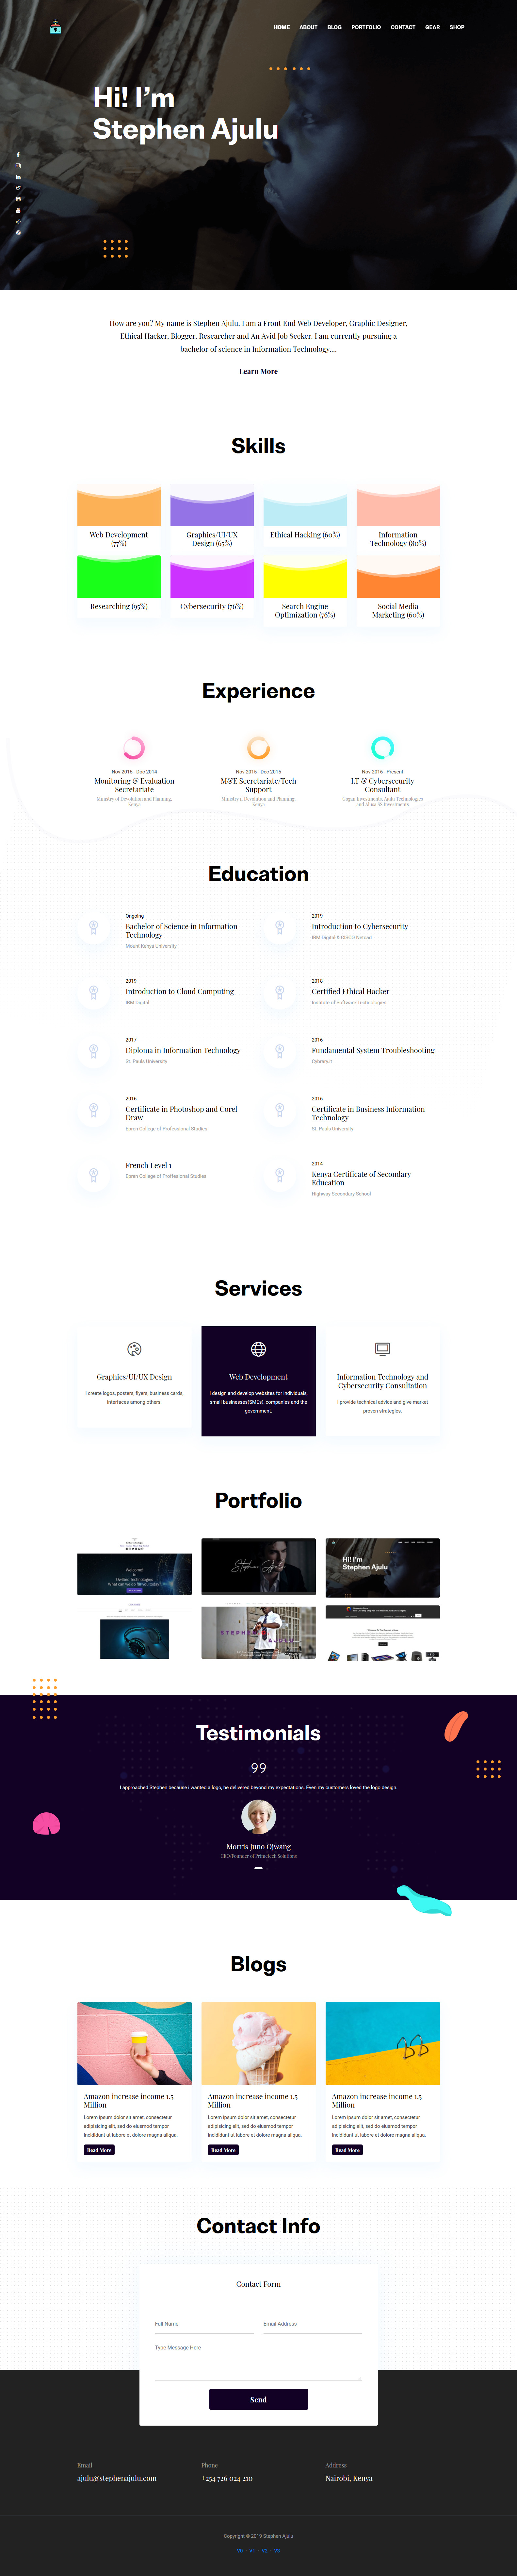 HOME ABOUT BLOG PORTFOLIO CONTACT GEAR SHOP
Hi! I'm
Stephen Ajulu
How are you? My name is Stephen Ajulu. I am a Front End Web Developer, Graphic Designer,
Ethical Hacker, Blogger, Researcher and An Avid Job Seeker. I am currently pursuing a
bachelor of science in Information Technology....
Learn More
Skills
Web Development
(77%)
Graphics/UI/UX
Design (65%)
Ethical Hacking (60%)
Information
Technology (80%)
Researching (95%)
Cybersecurity (76%)
Search Engine
Optimization (76%)
Social Media
Marketing (60%)
Experience
Nov 2015 - Dec 2014
Monitoring & Evaluation
Secretariate
Ministry of Devolution and Planning,
Kenya
Nov 2015 - Dec 2015
M&E Secretariate/Tech
Support
Ministry of Devolution and Planning,
Kenya
Nov 2016 - Present
I.T & Cybersecurity
Consultant
Gogni Investments, Ajulu Technologies
and Investments
Education
Ongoing
Bachelor of Science in Information
Technology
Mount Kenya University
2019
Introduction to Cybersecurity
IBM Digital & CISCO Netcad
2019
Introduction to Cloud Computing
IBM Digital
2018
Certified Ethical Hacker
Institute of Software Technologies
2017
Diploma in Information Technology
St. Pauls University
2016
Fundamental System Troubleshooting
Cybrary.it
2016
Certificate in Photoshop and Corel
Draw
Epren College of Professional Studies
2016
Certificate in Business Information
Technology
St. Pauls University
French Level 1
Epren College of Proffesional Studies
2014
Kenya Certificate of Secondary
Education
Highway Secondary School
Services
Graphics/UI/UX Design
I create logos, posters, flyers, business cards,
interfaces among others.
Web Development
I design and develop websites for individuals,
small businesses(SMEs), companies and the
government.
Information Technology and
Cybersecurity Consultation
I provide technical advice and give market
proven strategies.
Portfolio
Welcome
Stephen Ajulu
Hi! I'm
Stephen Ajulu
STEPHEN
AJULU
Testimonials
I approached Stephen because i wanted a logo, he delivered beyond my expectations. Even my customers loved the logo design.
Morris Juno Ojwang
CEO/Founder of Primetech Solutions
Blogs
Amazon increase income 1.5
Million
Lorem ipsum dolor sit amet, consectetur
adipisicing elit, sed do eiusmod tempor
incididunt ut labore et dolore magna aliqua.
Read More
Amazon increase income 1.5
Million
Lorem ipsum dolor sit amet, consectetur
adipisicing elit, sed do eiusmod tempor
incididunt ut labore et dolore magna aliqua.
Read More
Amazon increase income 1.5
Million
Lorem ipsum dolor sit amet, consectetur
adipisicing elit, sed do eiusmod tempor
incididunt ut labore et dolore magna aliqua.
Read More
Contact Info
Contact Form
Full Name
Email Address
Type Message Here
Send
Email
ajulu@stephenajulu.com
Phone
+254 726 024 210
Address
Nairobi, Kenya
Copyright © 2019 Stephen Ajulu
V0 - V1 - V2 - V3